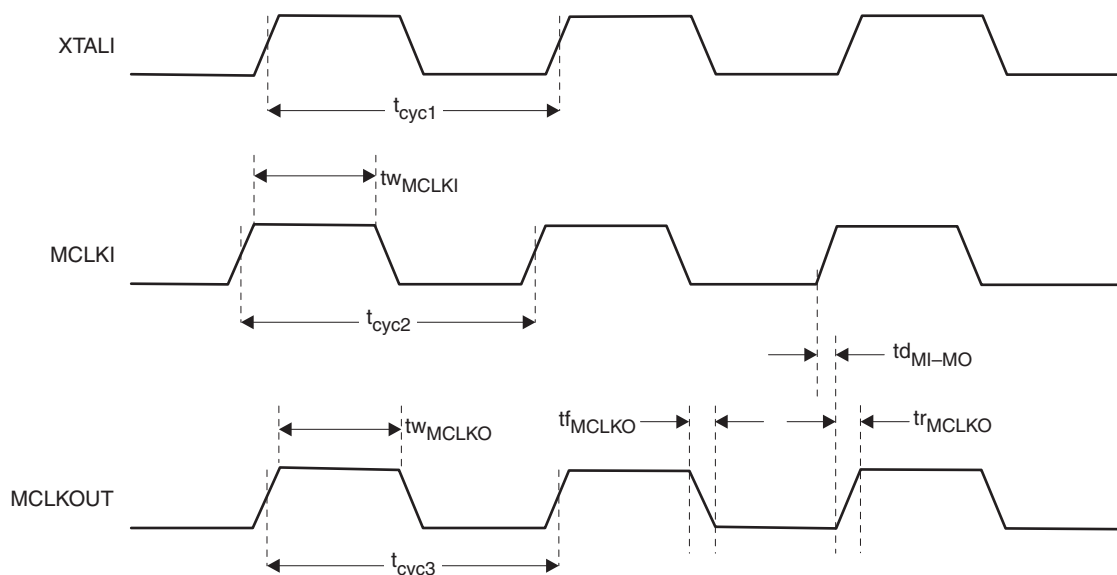 XTALI
tcyc1
twMCLKI
MCLKI
tcyc2
tdMI–MO
twMCLKO
tfMCLKO
trMCLKO
MCLKOUT
tcyc3